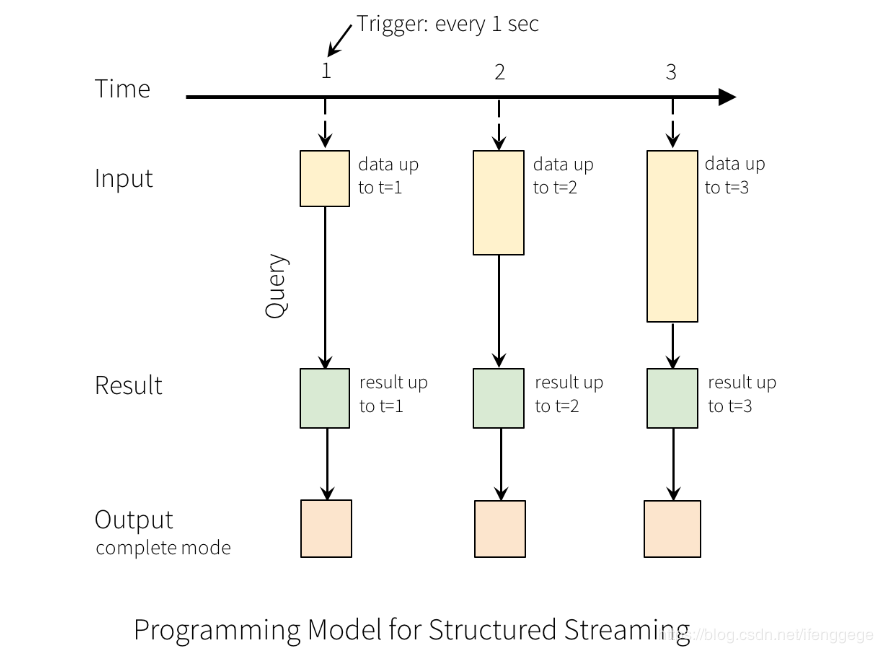 Trigger: every 1 sec
1
2
3
Time
Input
data up
to t=1
data up
to t=2
data up
to t=3
Query
Result
result up
to t=1
result up
to t=2
result up
to t=3
Output
complete mode
Programming Model for Structured Streaming
https://blog.csdn.net/ifenggege